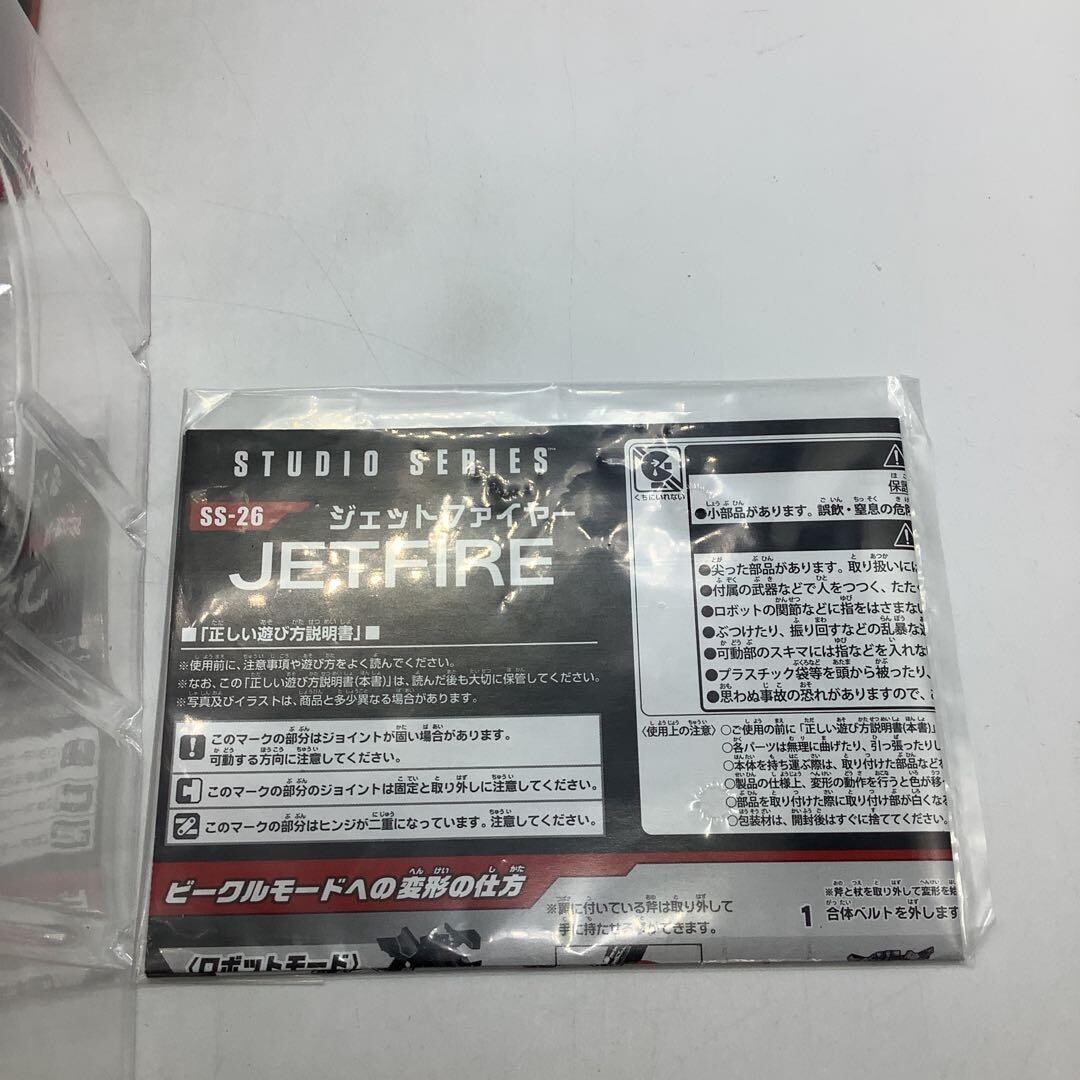 STUDIO SERIES™
SS-26
ジェットファイヤー
JETFIRE
■「正しい遊び方説明書」■
※使用前に、注意事項や遊び方をよく読んでください。
※なお、この「正しい遊び方説明書(本書)」は、読んだ後も大切に保管してください。
※写真及びイラストは、商品と多少異なる場合があります。
このマークの部分はジョイントが固い場合があります。
可動する方向に注意してください。
このマークの部分のジョイントは固定と取り外しに注意してください。
このマークの部分はヒンジが二重になっています。注意してください。
くちにいれない
●小部品があります。誤飲・窒息の危
●尖った部品があります。取り扱いに
●付属の武器などで人をつつく、たた
●ロボットの関節などに指をはさまない
●ぶつけたり、振り回すなどの乱暴な
●可動部のスキマには指などを入れな
●プラスチック袋等を頭から被ったり、
●思わぬ事故の恐れがありますので、
〈使用上の注意〉
○ご使用の前に「正しい遊び方説明書(本書)」
○各パーツは無理に曲げたり、引っ張ったりし
○本体を持ち運ぶ際は、取り付けた部品など
○製品の仕様上、変形の動作を行うと色が移
○部品を取り付けた際に取り付け部が白くなる
○包装材は、開封後はすぐに捨ててください。
ビークルモードへの変形の仕方
※翼に付いている斧は取り外して
手に持たせる事ができます。
※斧と杖を取り外して変形を始
1 合体ベルトを外します
〈ロボットモード〉